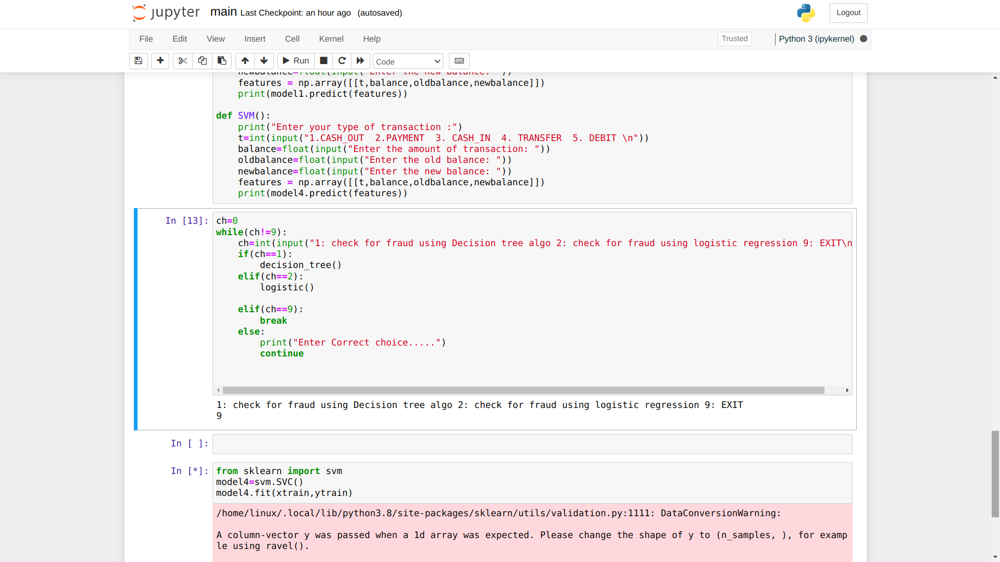 jupyter main Last Checkpoint: an hour ago (autosaved) Logout
File Edit View Insert Cell Kernel Help Trusted Python 3 (ipykernel)
Run Code
newbalance=float(input("Enter the new balance: "))
features = np.array([[t,balance,oldbalance,newbalance]])
print(model1.predict(features))
def SVM():
print("Enter your type of transaction :")
t=int(input("1.CASH_OUT  2.PAYMENT  3. CASH_IN  4. TRANSFER  5. DEBIT \n"))
balance=float(input("Enter the amount of transaction: "))
oldbalance=float(input("Enter the old balance: "))
newbalance=float(input("Enter the new balance: "))
features = np.array([[t,balance,oldbalance,newbalance]])
print(model4.predict(features))
In [13]: ch=0
while(ch!=9):
ch=int(input("1: check for fraud using Decision tree algo 2: check for fraud using logistic regression 9: EXIT\n
if(ch==1):
decision_tree()
elif(ch==2):
logistic()
elif(ch==9):
break
else:
print("Enter Correct choice.....")
continue
1: check for fraud using Decision tree algo 2: check for fraud using logistic regression 9: EXIT
9
In [ ]:
In [*]: from sklearn import svm
model4=svm.SVC()
model4.fit(xtrain,ytrain)
/home/linux/.local/lib/python3.8/site-packages/sklearn/utils/validation.py:1111: DataConversionWarning:
A column-vector y was passed when a 1d array was expected. Please change the shape of y to (n_samples, ), for examp
le using ravel().